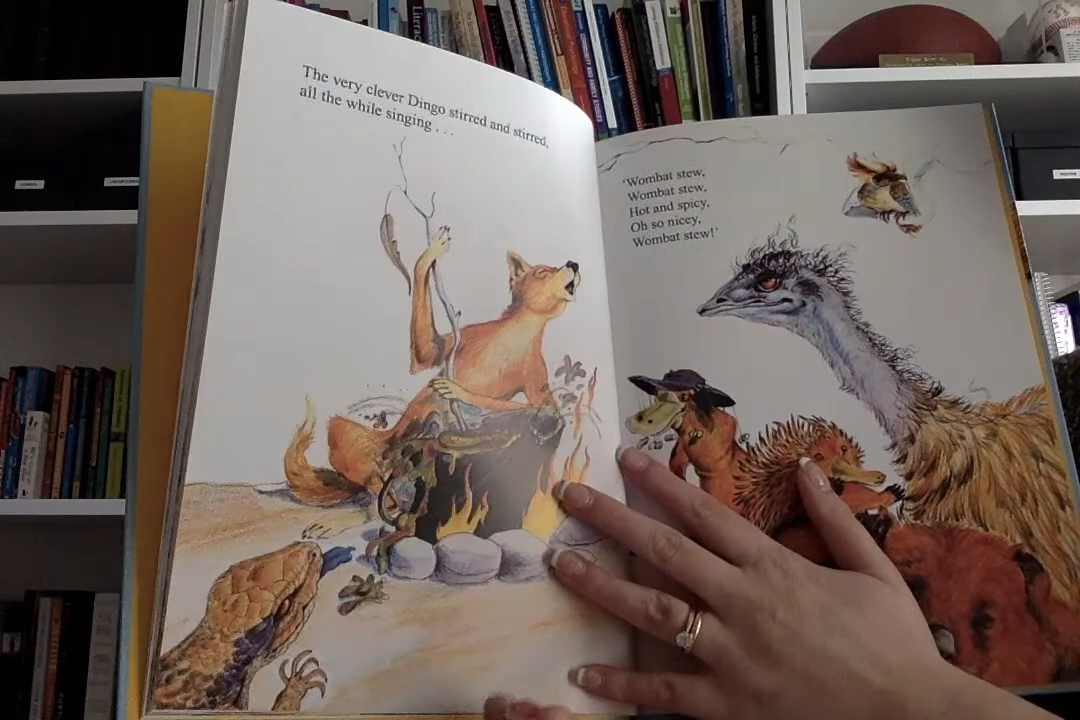 The very clever Dingo stirred and stirred,
all the while singing . . .
'Wombat stew,
Wombat stew,
Hot and spicy,
Oh so nicey,
Wombat stew!'